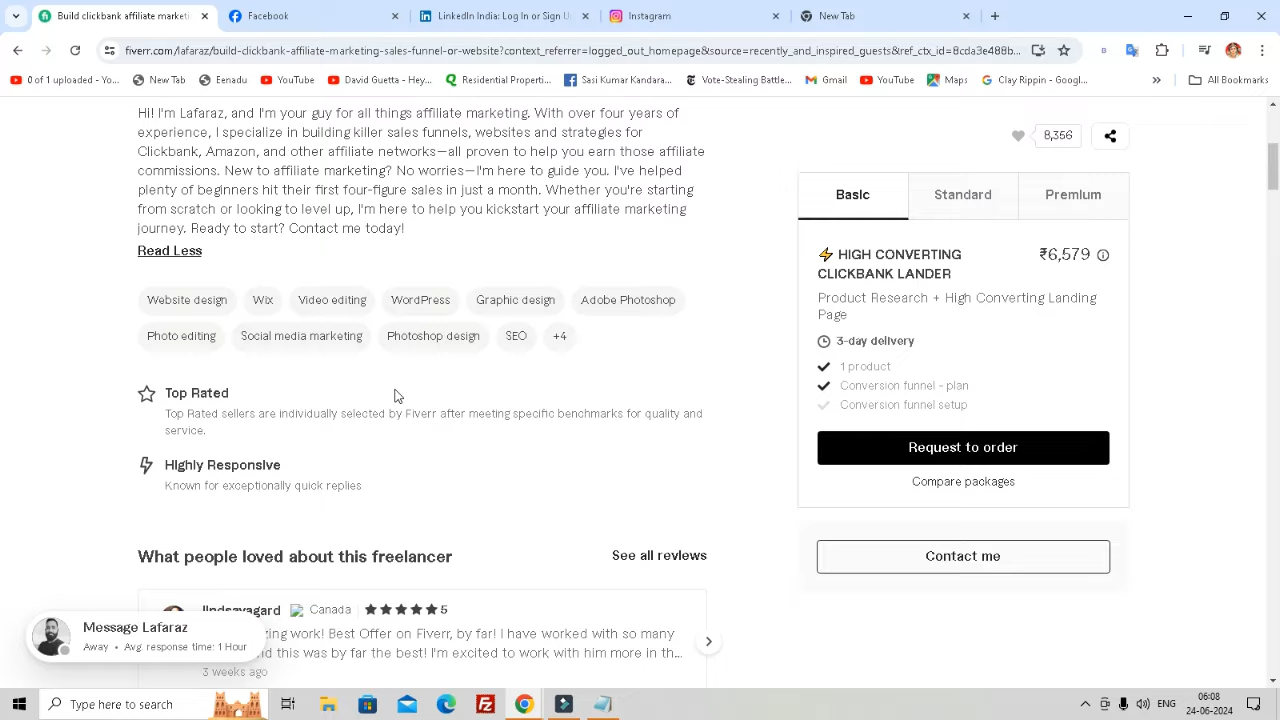 Build clickbank affiliate marke
Facebook
LinkedIn India: Log In or Sign U
Instagram
New Tab
fiverr.com/lafaraz/build-clickbank-affiliate-marketing-sales-funnel-or-website?context_referrer=logged_out_homepage&source=recently_and_inspired_guests&ref_ctx_id=8cda3e488b...
0 of 1 uploaded - Yo...
New Tab
Eenadu
YouTube
David Guetta - Hey,...
Residential Properti...
Sasi Kumar Kandara...
Vote-Stealing Battle...
Gmail
YouTube
Maps
Clay Rippin - Googl...
All Bookmarks
HI! I'm Lafaraz, and I'm your guy for all things affiliate marketing. With over four years of
experience, I specialize in building killer sales funnels, websites and strategies for
Clickbank, Amazon, and other affiliate networks—all proven to help you earn those affiliate
commissions. New to affiliate marketing? No worries—I'm here to guide you. I've helped
plenty of beginners hit their first four-figure sales in just a month. Whether you're starting
from scratch or looking to level up, I'm here to help you kickstart your affiliate marketing
journey. Ready to start? Contact me today!
Read Less
Website design
Wix
Video editing
WordPress
Graphic design
Adobe Photoshop
Photo editing
Social media marketing
Photoshop design
SEO
+4
Top Rated
Top Rated sellers are individually selected by Fiverr after meeting specific benchmarks for quality and
service.
Highly Responsive
Known for exceptionally quick replies
What people loved about this freelancer
See all reviews
lindsayagard
Canada
5
zing work! Best Offer on Fiverr, by far! I have worked with so many
d this was by far the best! I'm excited to work with him more in th...
3 weeks ago
Message Lafaraz
Away • Avg. response time: 1 Hour
8,356
Basic
Standard
Premium
⚡ HIGH CONVERTING
CLICKBANK LANDER
₹6,579
Product Research + High Converting Landing
Page
3-day delivery
1 product
Conversion funnel - plan
Conversion funnel setup
Request to order
Compare packages
Contact me
Type here to search
ENG
06:08
24-06-2024